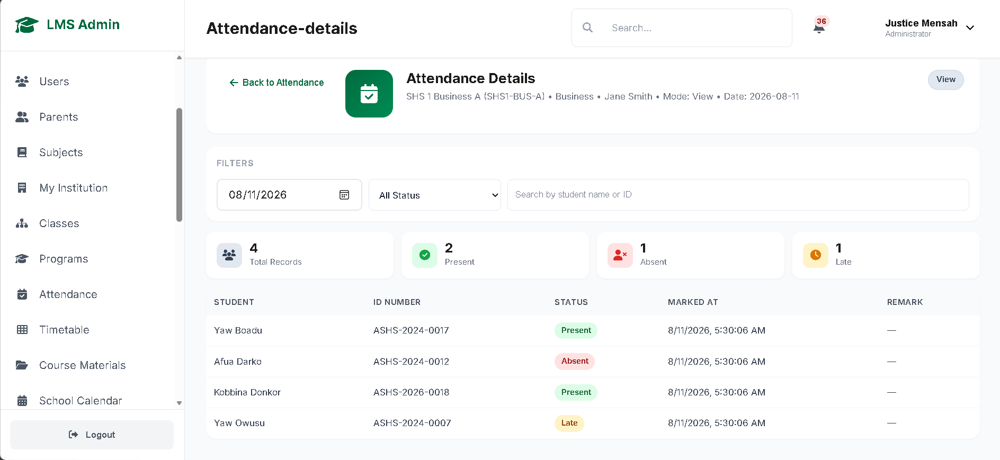 LMS Admin
Attendance-details
Search...
36
Justice Mensah
Administrator
Users
Parents
Subjects
My Institution
Classes
Programs
Attendance
Timetable
Course Materials
School Calendar
Logout
Back to Attendance
Attendance Details
SHS 1 Business A (SHS1-BUS-A) • Business • Jane Smith • Mode: View • Date: 2026-08-11
View
FILTERS
08/11/2026
All Status
Search by student name or ID
4
Total Records
2
Present
1
Absent
1
Late
STUDENT ID NUMBER STATUS MARKED AT REMARK
Yaw Boadu ASHS-2024-0017 Present 8/11/2026, 5:30:06 AM —
Afua Darko ASHS-2024-0012 Absent 8/11/2026, 5:30:06 AM —
Kobbina Donkor ASHS-2026-0018 Present 8/11/2026, 5:30:06 AM —
Yaw Owusu ASHS-2024-0007 Late 8/11/2026, 5:30:06 AM —